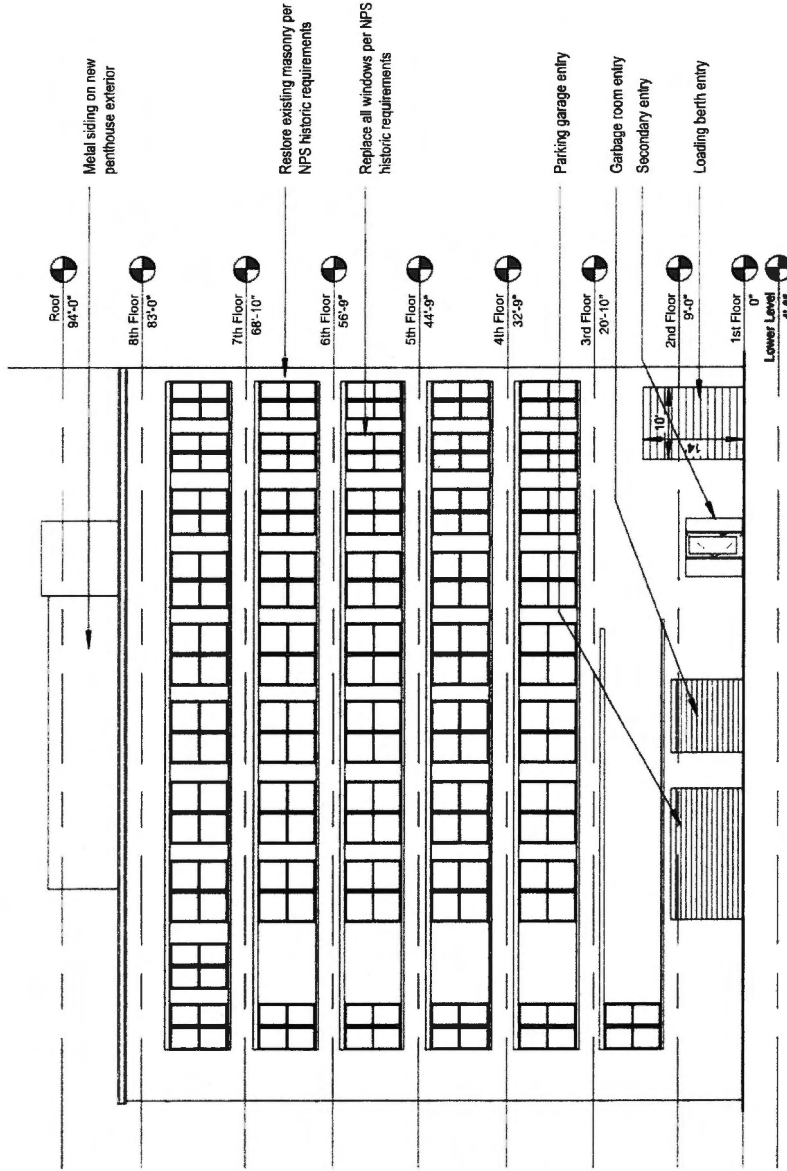 Metal siding on new
penthouse exterior
Restore existing masonry per
NPS historic requirements
Replace all windows per NPS
historic requirements
Parking garage entry
Garbage room entry
Secondary entry
Loading berth entry
Roof
94'-0"
8th Floor
83'-0"
7th Floor
68'-10"
6th Floor
56'-9"
5th Floor
44'-9"
4th Floor
32'-9"
3rd Floor
20'-10"
2nd Floor
9'-0"
1st Floor
0"
Lower Level
10'
14'